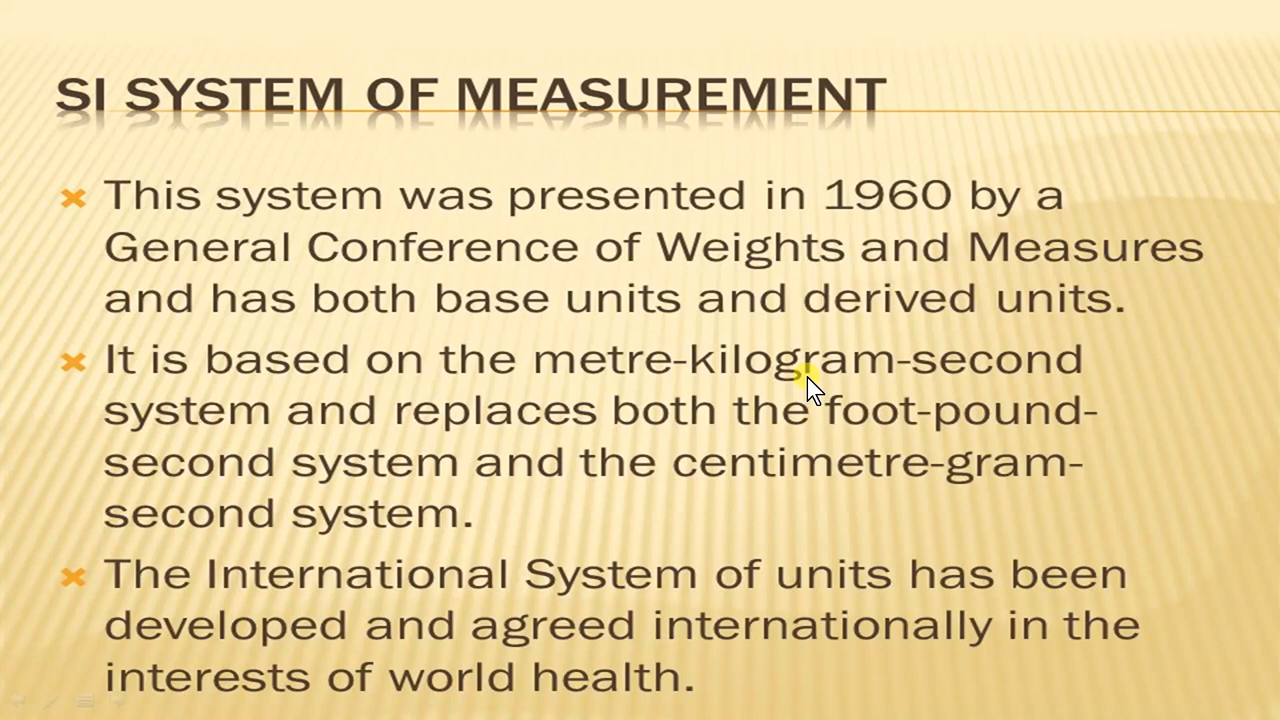 SI SYSTEM OF MEASUREMENT
This system was presented in 1960 by a
General Conference of Weights and Measures
and has both base units and derived units.
It is based on the metre-kilogram-second
system and replaces both the foot-pound-
second system and the centimetre-gram-
second system.
The International System of units has been
developed and agreed internationally in the
interests of world health.